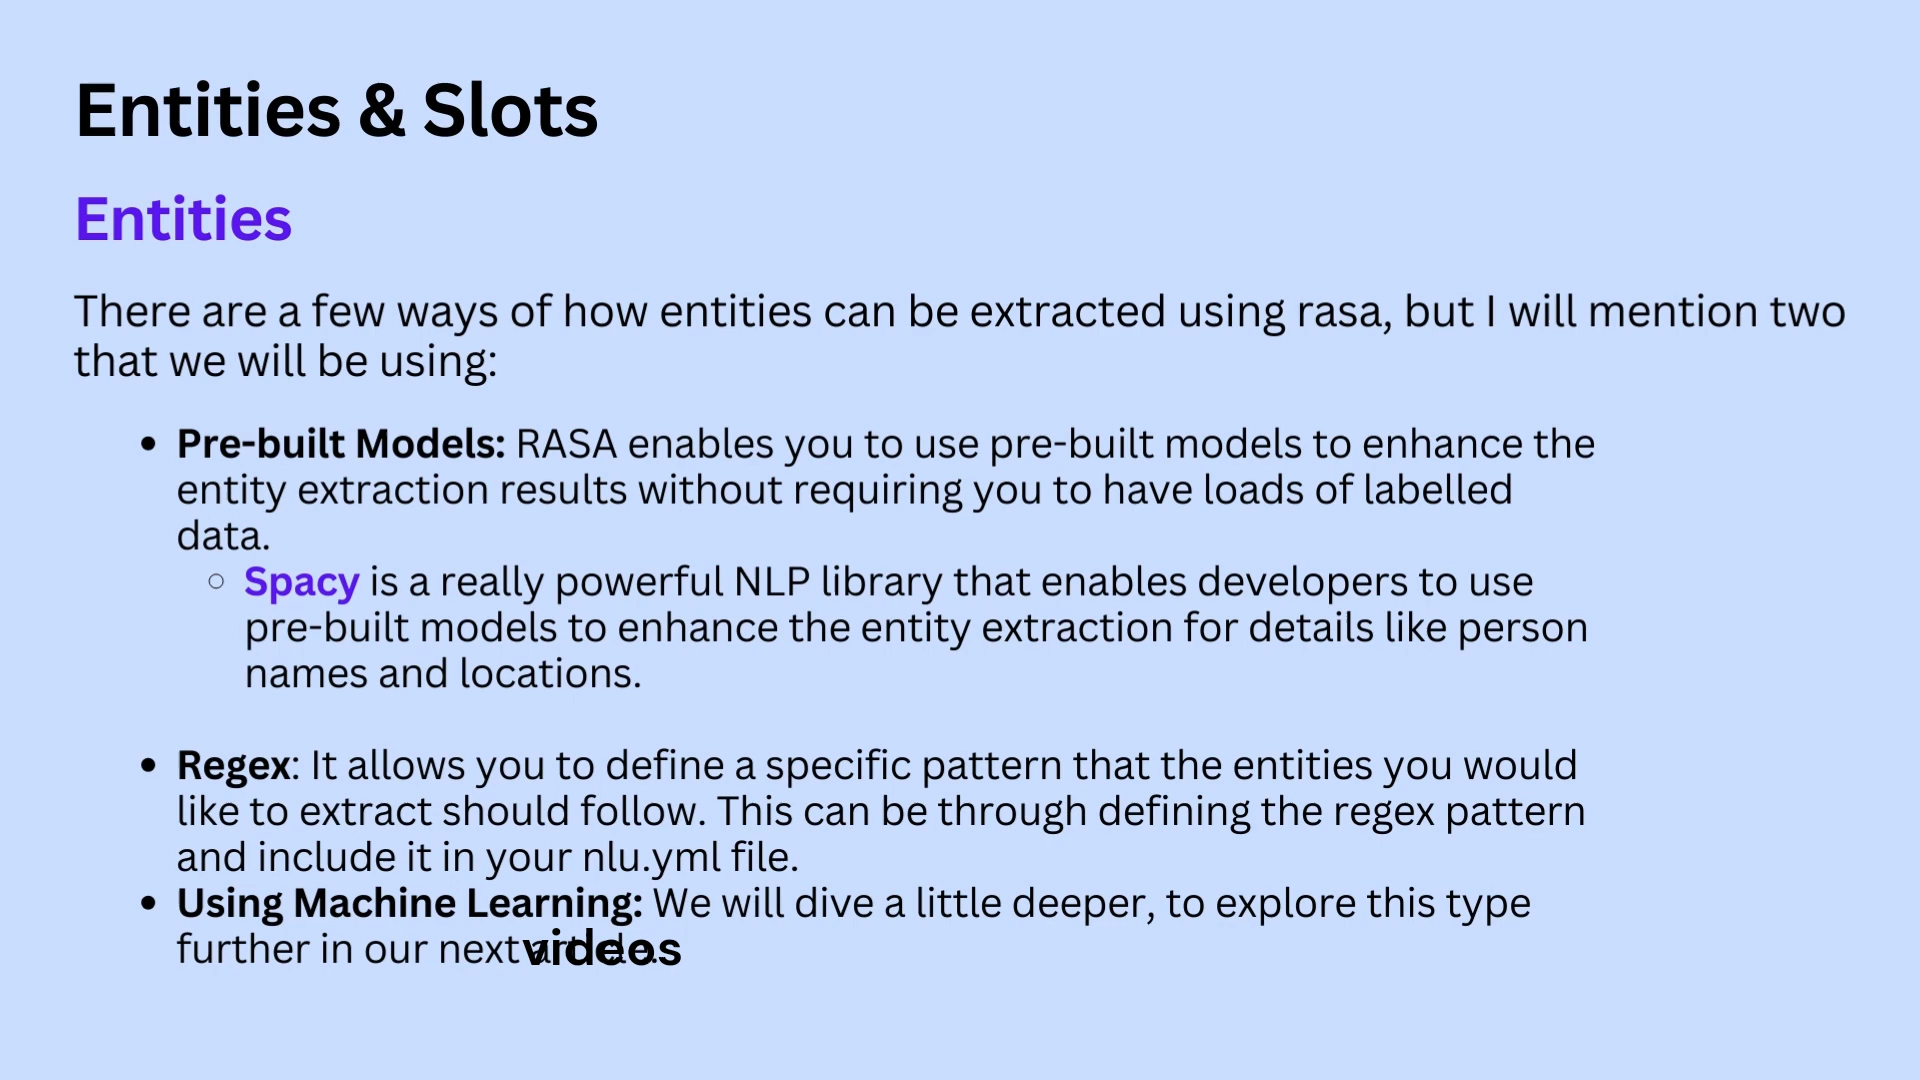 Entities & Slots
Entities
There are a few ways of how entities can be extracted using rasa, but I will mention two
that we will be using:
• Pre-built Models: RASA enables you to use pre-built models to enhance the
entity extraction results without requiring you to have loads of labelled
data.
○ Spacy is a really powerful NLP library that enables developers to use
pre-built models to enhance the entity extraction for details like person
names and locations.
• Regex: It allows you to define a specific pattern that the entities you would
like to extract should follow. This can be through defining the regex pattern
and include it in your nlu.yml file.
• Using Machine Learning: We will dive a little deeper, to explore this type
further in our next videos